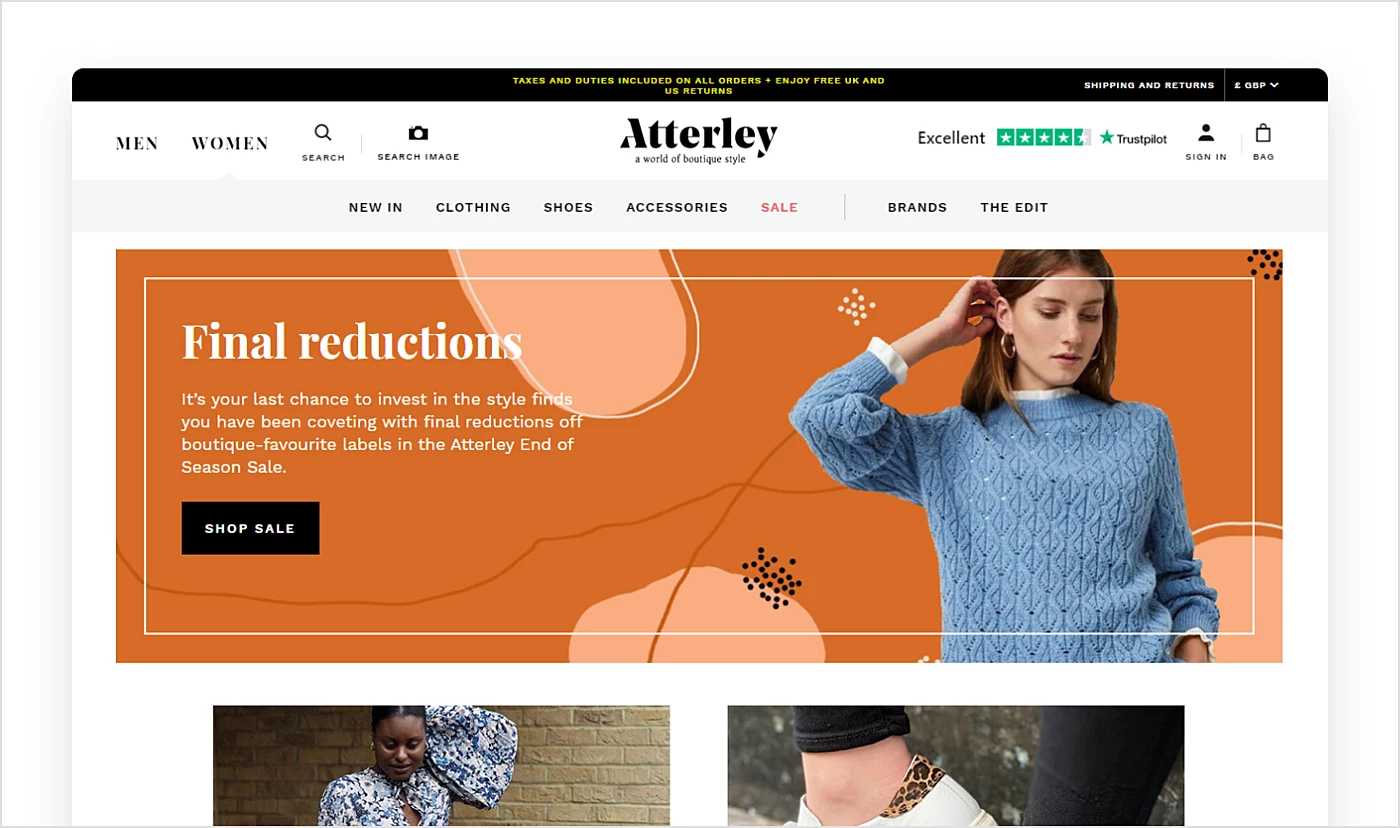 TAXES AND DUTIES INCLUDED ON ALL ORDERS + ENJOY FREE UK AND
US RETURNS
SHIPPING AND RETURNS
£ GBP
MEN
WOMEN
SEARCH
SEARCH IMAGE
Atterley
a world of boutique style
Excellent
Trustpilot
SIGN IN
BAG
NEW IN
CLOTHING
SHOES
ACCESSORIES
SALE
BRANDS
THE EDIT
Final reductions
It's your last chance to invest in the style finds
you have been coveting with final reductions off
boutique-favourite labels in the Atterley End of
Season Sale.
SHOP SALE